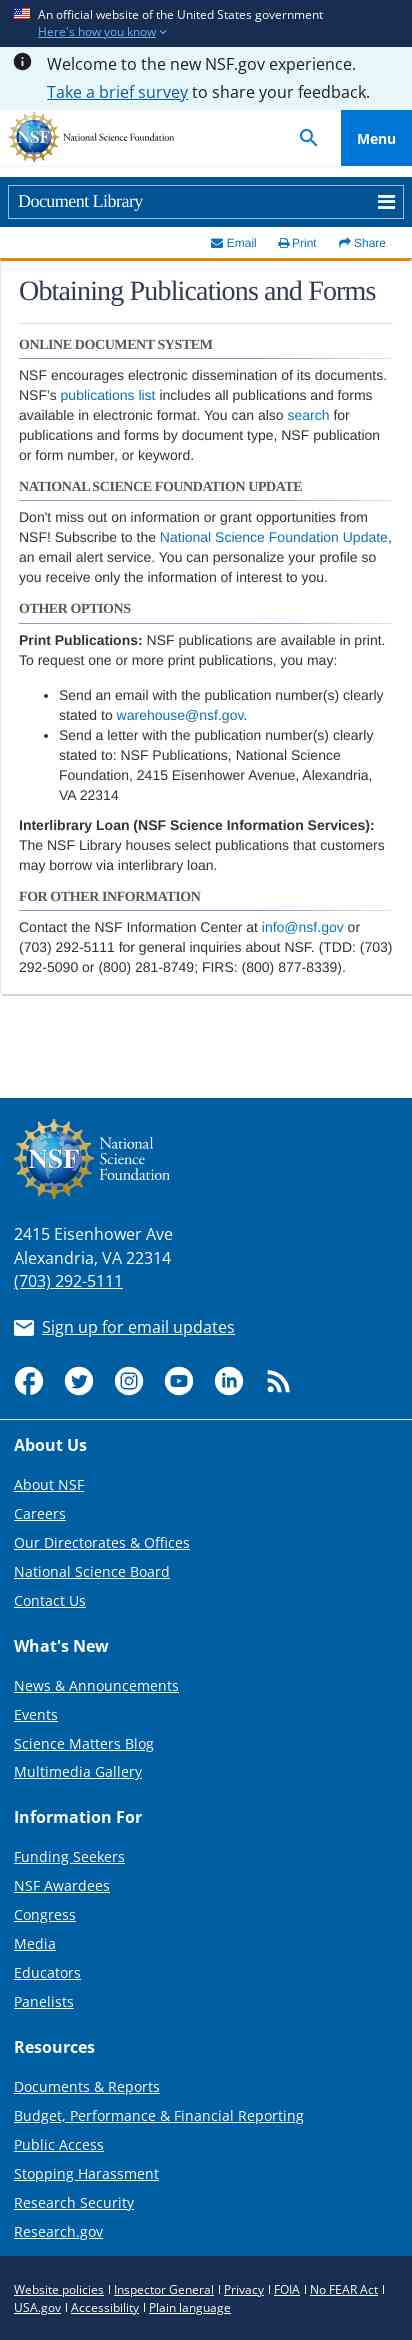 An official website of the United States government
Here's how you know
Welcome to the new NSF.gov experience.
Take a brief survey to share your feedback.
NSF National Science Foundation
Menu
Document Library
Email Print Share
Obtaining Publications and Forms
ONLINE DOCUMENT SYSTEM
NSF encourages electronic dissemination of its documents.
NSF's publications list includes all publications and forms
available in electronic format. You can also search for
publications and forms by document type, NSF publication
or form number, or keyword.
NATIONAL SCIENCE FOUNDATION UPDATE
Don't miss out on information or grant opportunities from
NSF! Subscribe to the National Science Foundation Update,
an email alert service. You can personalize your profile so
you receive only the information of interest to you.
OTHER OPTIONS
Print Publications: NSF publications are available in print.
To request one or more print publications, you may:
• Send an email with the publication number(s) clearly
stated to warehouse@nsf.gov.
• Send a letter with the publication number(s) clearly
stated to: NSF Publications, National Science
Foundation, 2415 Eisenhower Avenue, Alexandria,
VA 22314
Interlibrary Loan (NSF Science Information Services):
The NSF Library houses select publications that customers
may borrow via interlibrary loan.
FOR OTHER INFORMATION
Contact the NSF Information Center at info@nsf.gov or
(703) 292-5111 for general inquiries about NSF. (TDD: (703)
292-5090 or (800) 281-8749; FIRS: (800) 877-8339).
NSF
National
Science
Foundation
2415 Eisenhower Ave
Alexandria, VA 22314
(703) 292-5111
Sign up for email updates
About Us
About NSF
Careers
Our Directorates & Offices
National Science Board
Contact Us
What's New
News & Announcements
Events
Science Matters Blog
Multimedia Gallery
Information For
Funding Seekers
NSF Awardees
Congress
Media
Educators
Panelists
Resources
Documents & Reports
Budget, Performance & Financial Reporting
Public Access
Stopping Harassment
Research Security
Research.gov
Website policies | Inspector General | Privacy | FOIA | No FEAR Act |
USA.gov | Accessibility | Plain language